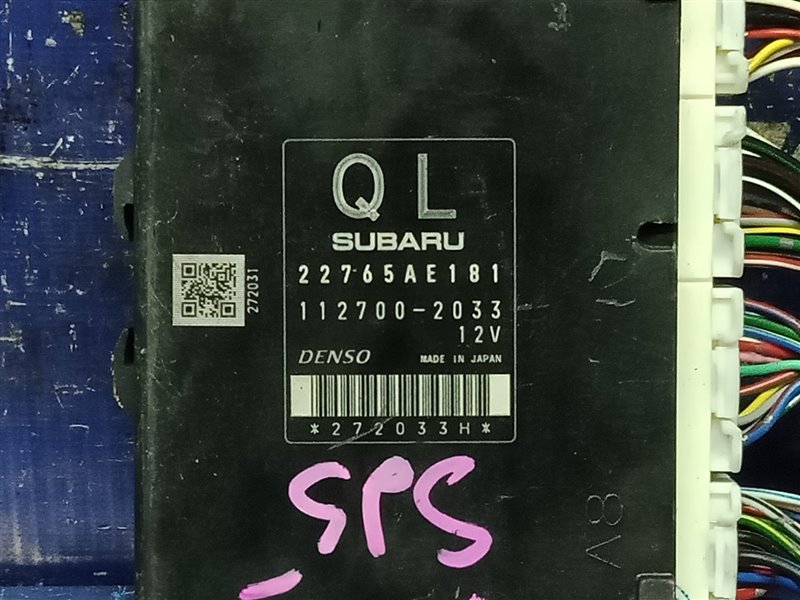 QL
SUBARU
22765AE181
112700-2033
12V
DENSO MADE IN JAPAN
*272033H*
272031
SPS
A8